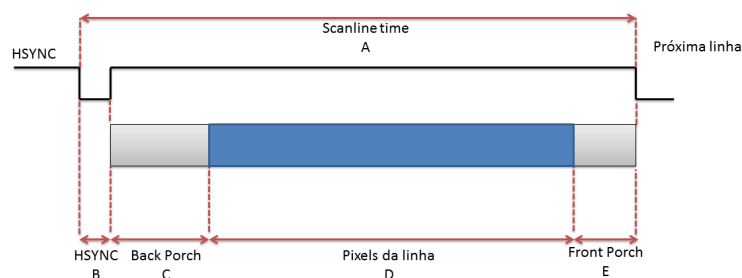 Scanline time
A
HSYNC
Próxima linha
HSYNC
B
Back Porch
C
Pixels da linha
D
Front Porch
E